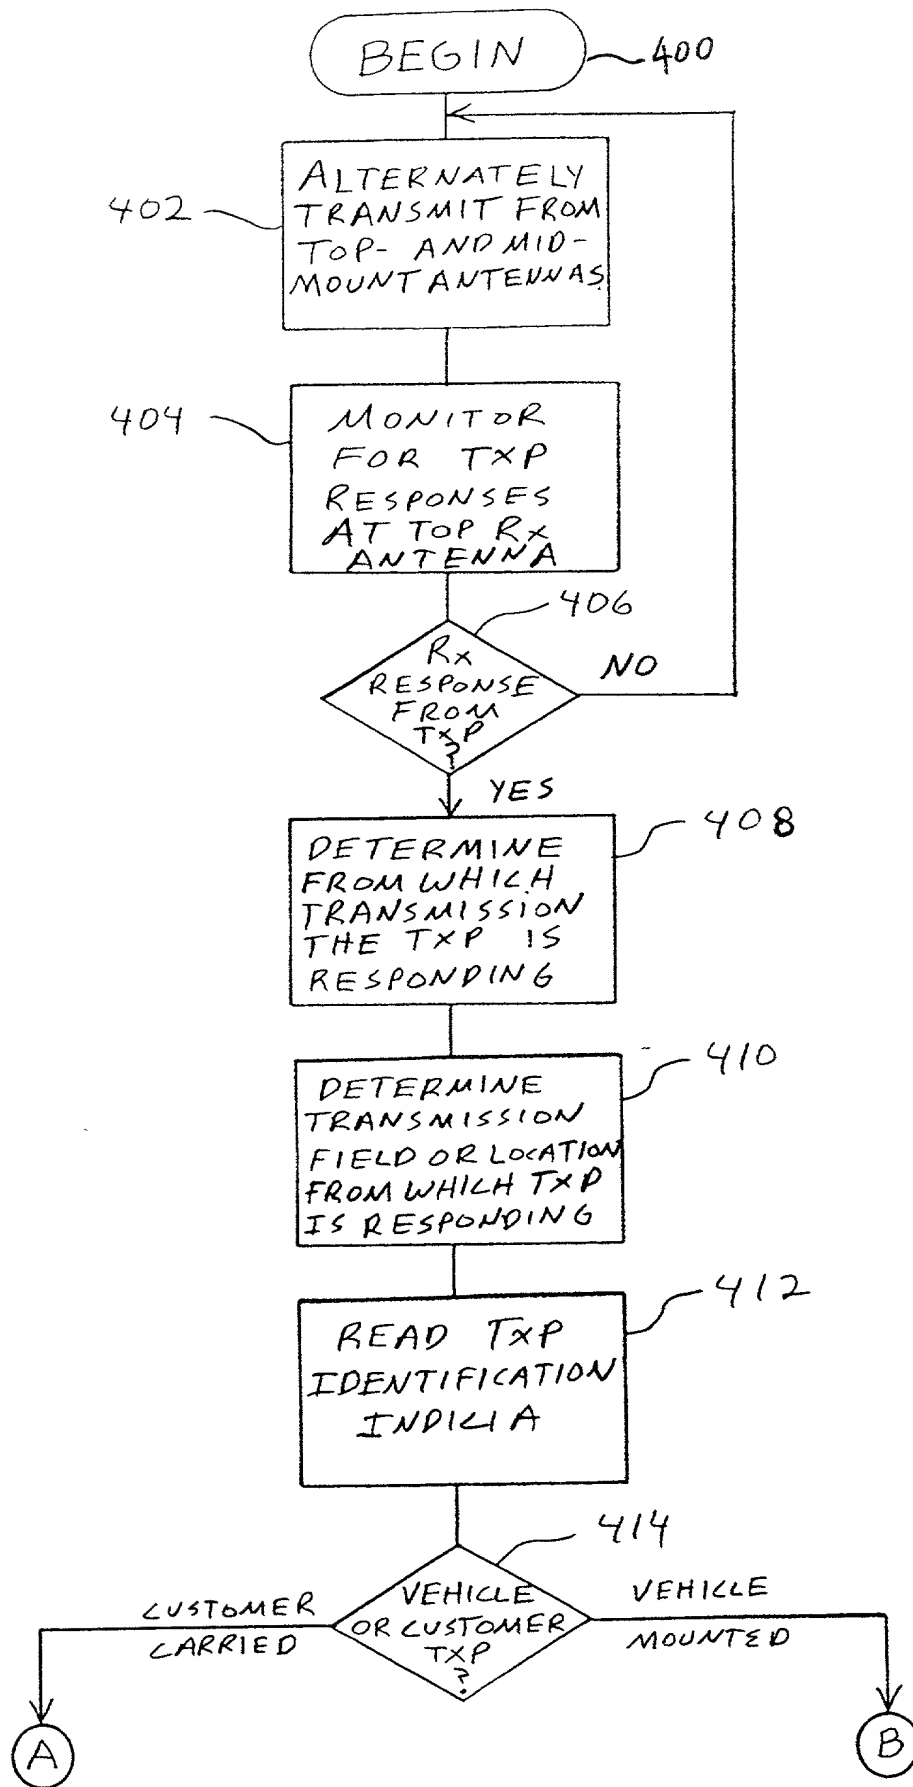 BEGIN
400
402
ALTERNATELY
TRANSMIT FROM
TOP- AND MID-
MOUNT ANTENNAS
404
MONITOR
FOR TXP
RESPONSES
AT TOP Rx
ANTENNA
406
Rx
RESPONSE
FROM
TXP
?
NO
YES
408
DETERMINE
FROM WHICH
TRANSMISSION
THE TXP IS
RESPONDING
410
DETERMINE
TRANSMISSION
FIELD OR LOCATION
FROM WHICH TXP
IS RESPONDING
412
READ TXP
IDENTIFICATION
INDICIA
414
VEHICLE
OR CUSTOMER
TXP
?
CUSTOMER
CARRIED
VEHICLE
MOUNTED
A
B